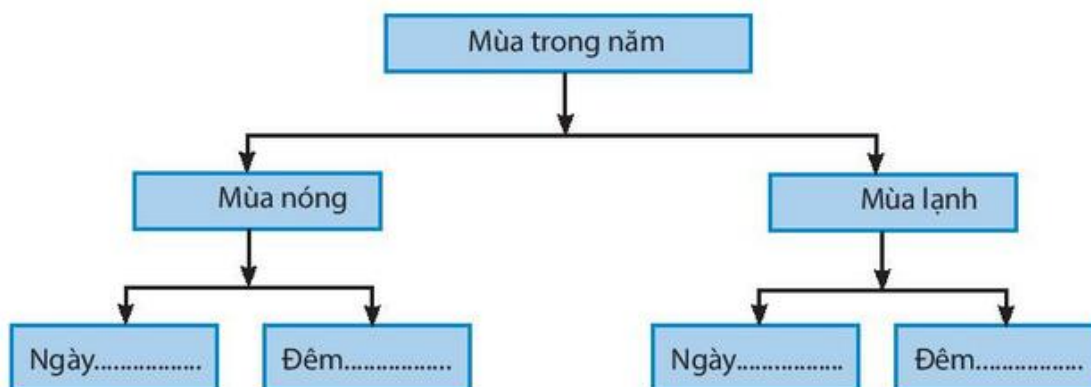 Mùa trong năm
Mùa nóng
Mùa lạnh
Ngày................
Đêm................
Ngày................
Đêm................